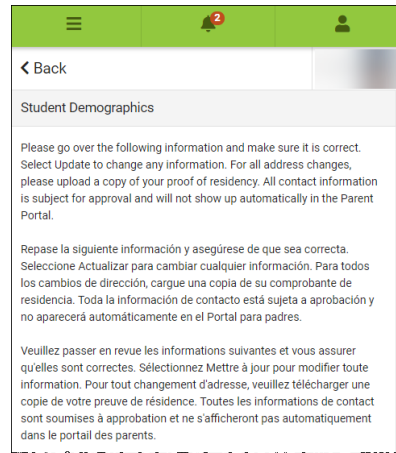 2
Back
Student Demographics
Please go over the following information and make sure it is correct.
Select Update to change any information. For all address changes,
please upload a copy of your proof of residency. All contact information
is subject for approval and will not show up automatically in the Parent
Portal.
Repase la siguiente información y asegúrese de que sea correcta.
Seleccione Actualizar para cambiar cualquier información. Para todos
los cambios de dirección, cargue una copia de su comprobante de
residencia. Toda la información de contacto está sujeta a aprobación y
no aparecerá automáticamente en el Portal para padres.
Veuillez passer en revue les informations suivantes et vous assurer
qu'elles sont correctes. Sélectionnez Mettre à jour pour modifier toute
information. Pour tout changement d'adresse, veuillez télécharger une
copie de votre preuve de résidence. Toutes les informations de contact
sont soumises à approbation et ne s'afficheront pas automatiquement
dans le portail des parents.